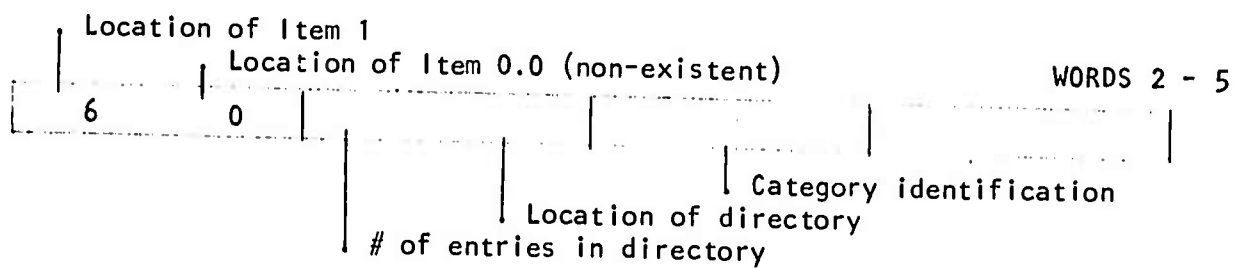 Location of Item 1
Location of Item 0.0 (non-existent)
WORDS 2 - 5
6 0
Category identification
Location of directory
# of entries in directory